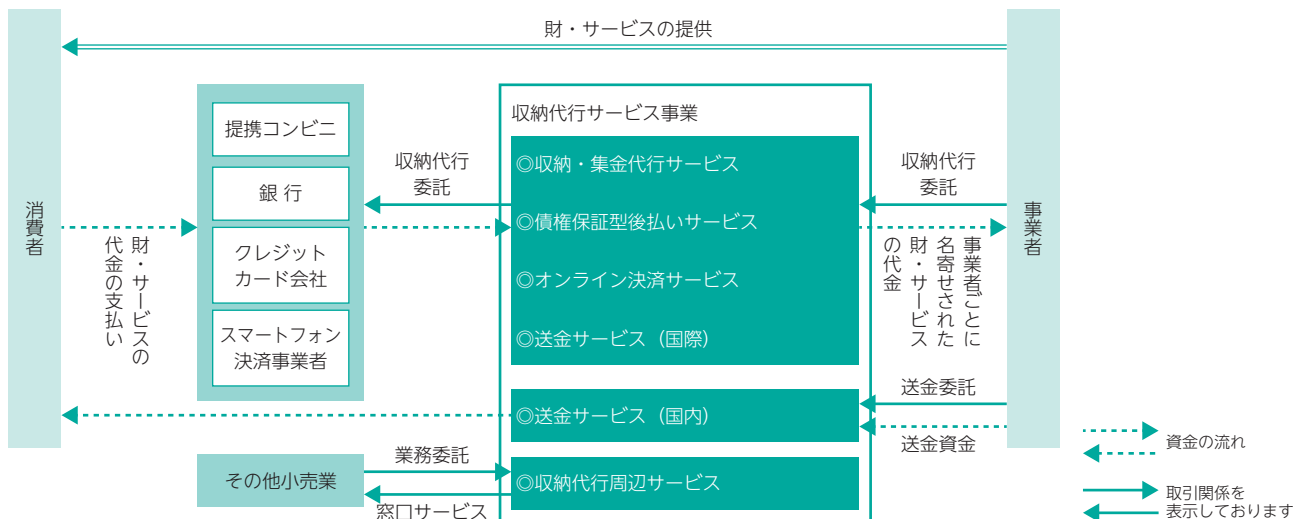 財・サービスの提供
消費者
財・サービスの
代金の支払い
提携コンビニ
銀 行
クレジット
カード会社
スマートフォン
決済事業者
収納代行
委託
収納代行サービス事業
◎収納・集金代行サービス
◎債権保証型後払いサービス
◎オンライン決済サービス
◎送金サービス（国際）
◎送金サービス（国内）
◎収納代行周辺サービス
収納代行
委託
事業者ごとに
名寄せされた
財・サービス
の代金
事業者
送金委託
送金資金
その他小売業
業務委託
窓口サービス
資金の流れ
取引関係を
表示しております